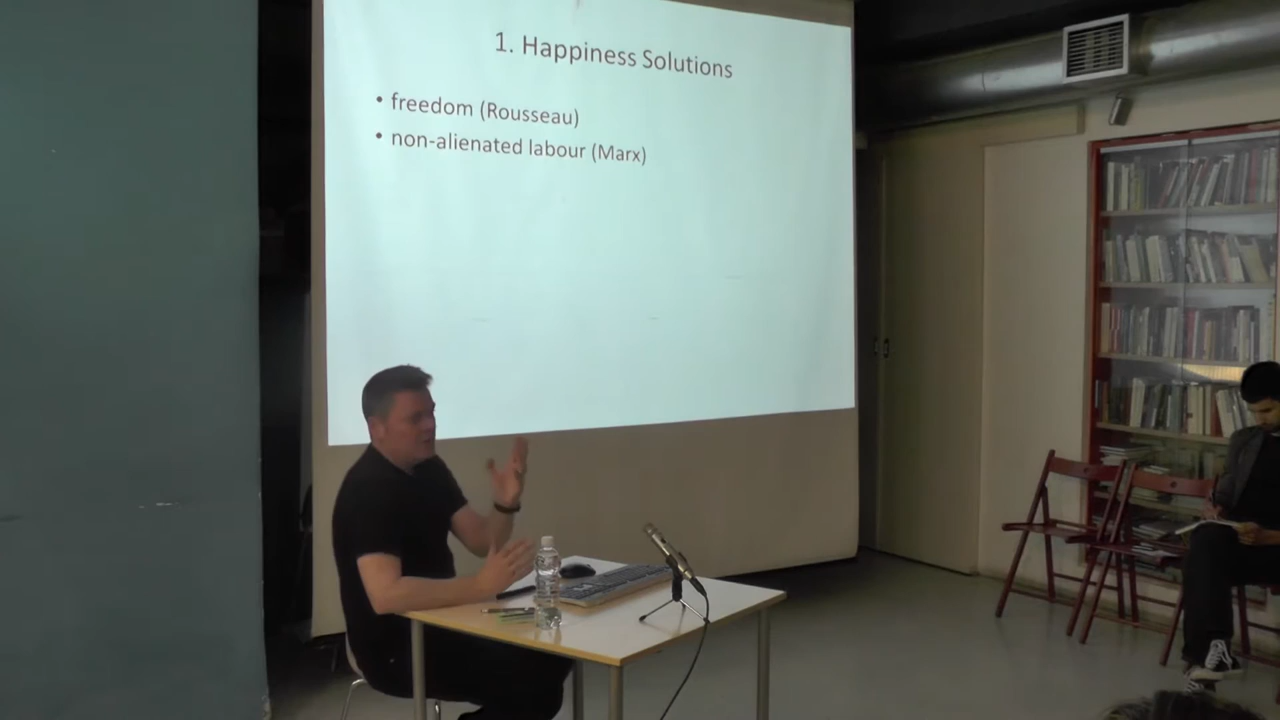 1. Happiness Solutions
• freedom (Rousseau)
• non-alienated labour (Marx)